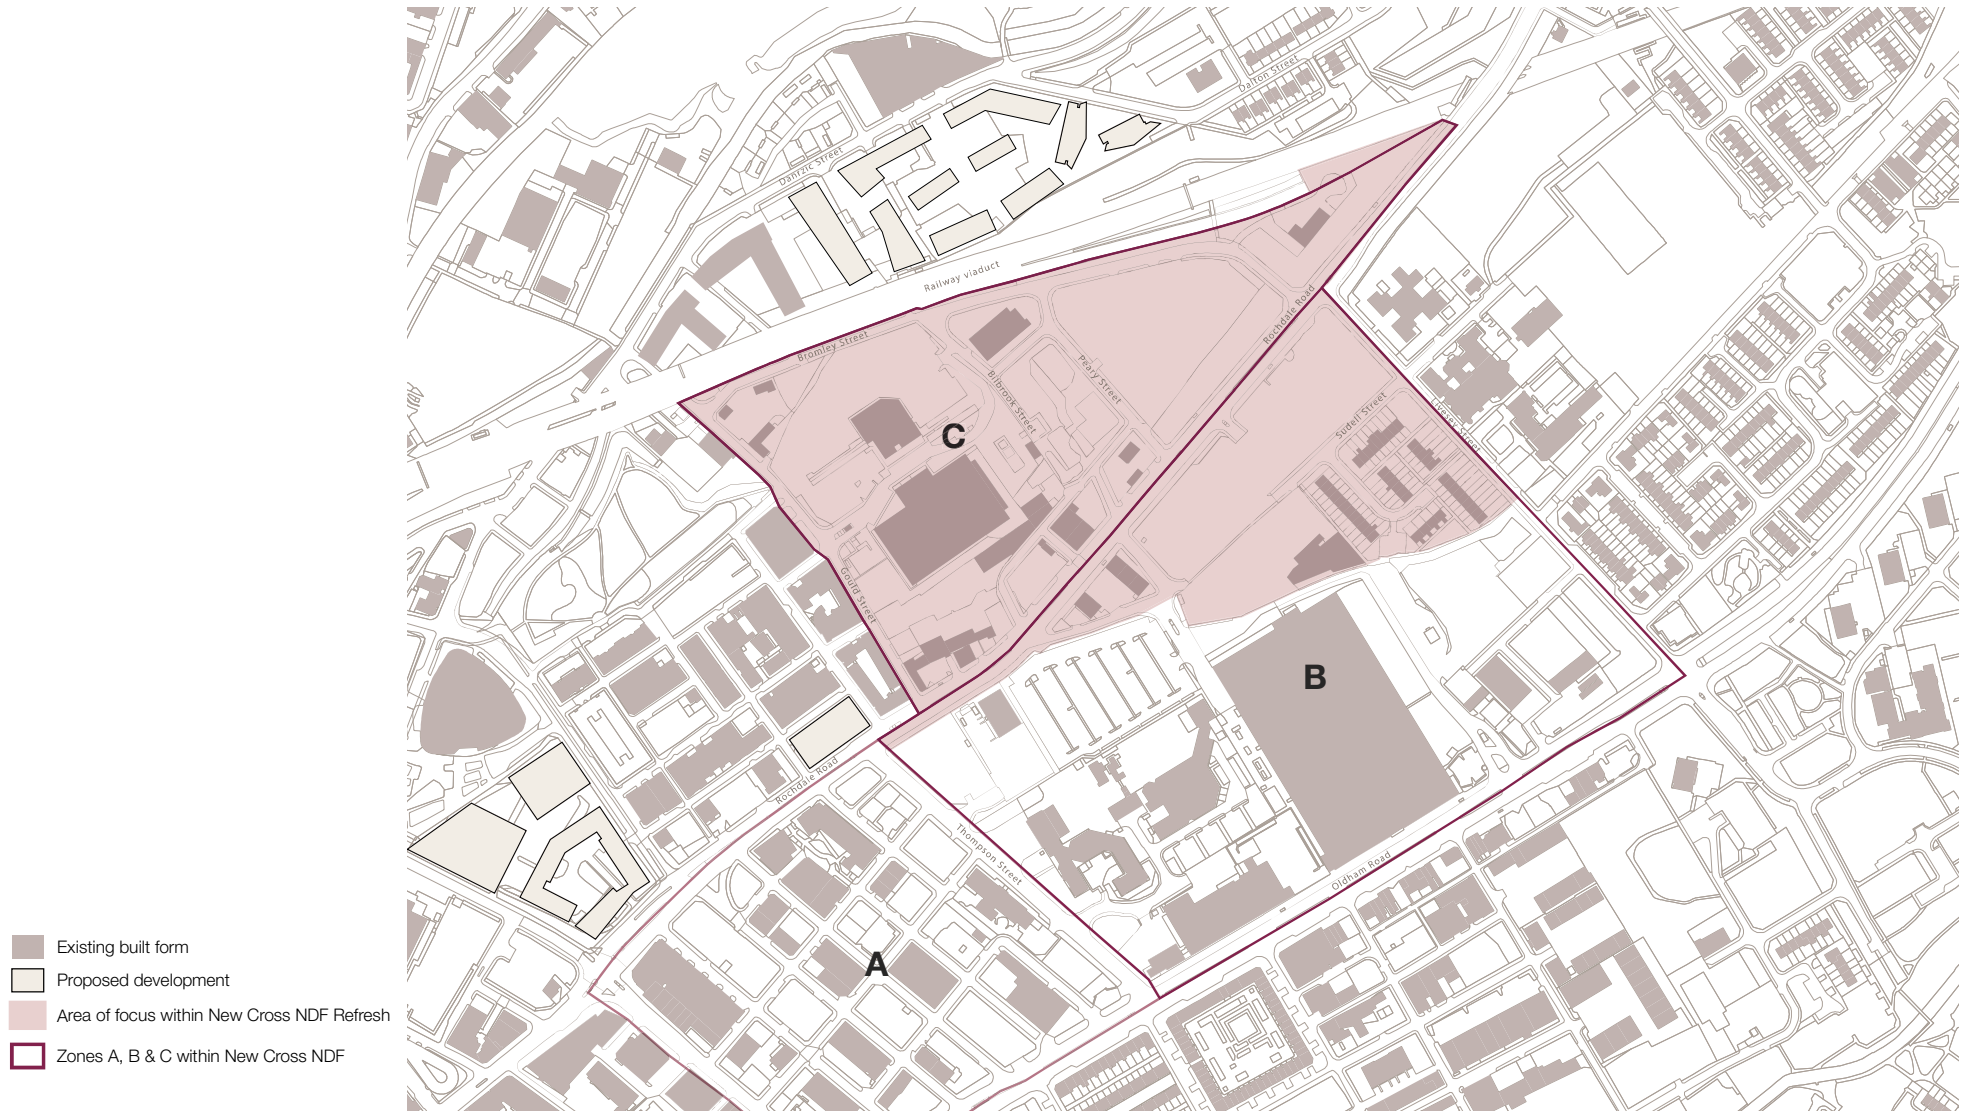 Dalton Street
Dantzic Street
Railway viaduct
Bromley Street
Rochdale Road
Peary Street
Bilbrook Street
Sudell Street
Livesey Street
C
Gould Street
B
Rochdale Road
Thompson Street
Oldham Road
A
Existing built form
Proposed development
Area of focus within New Cross NDF Refresh
Zones A, B & C within New Cross NDF